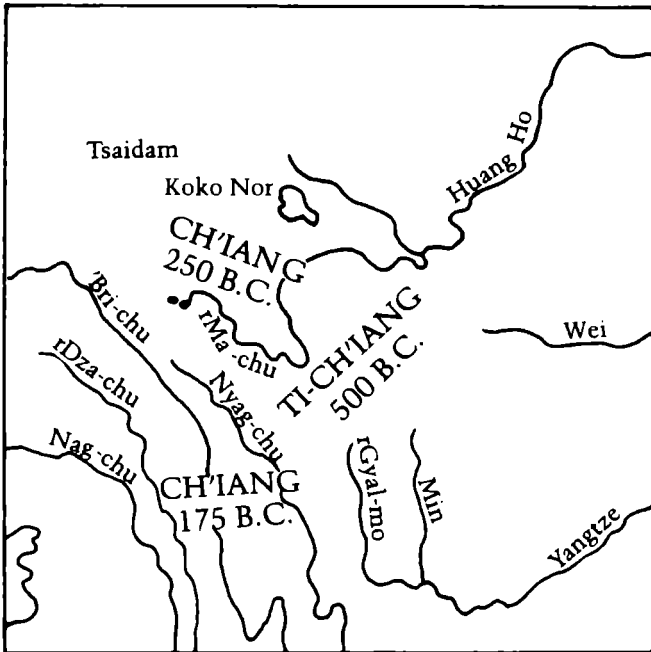 Huang Ho
Tsaidam
Koko Nor
CH'IANG
250 B.C.
'Bri-chu
rMa-chu
TI-CH'IANG
500 B.C.
Wei
rDza-chu
Nyag-chu
Nag-chu
CH'IANG
175 B.C.
rGyal-mo
Min
Yangtze